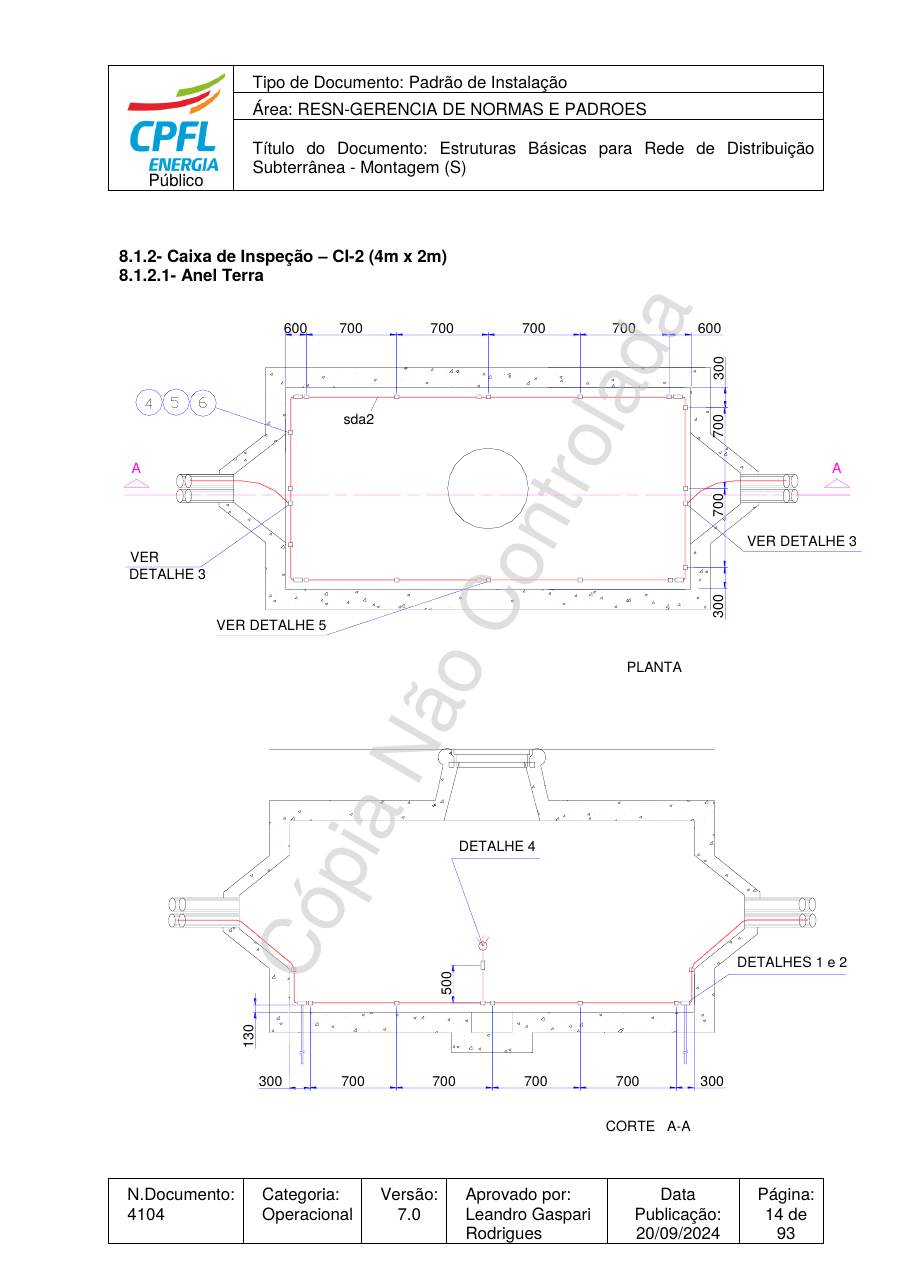 Tipo de Documento: Padrão de Instalação
Área: RESN-GERENCIA DE NORMAS E PADROES
Título do Documento: Estruturas Básicas para Rede de Distribuição
Subterrânea - Montagem (S)
CPFL
ENERGIA
Público
8.1.2- Caixa de Inspeção – CI-2 (4m x 2m)
8.1.2.1- Anel Terra
600 700 700 700 700 600
300
4 5 6
sda2
700
A A
700
VER DETALHE 3
VER
DETALHE 3
300
VER DETALHE 5
PLANTA
Cópia Não Controlada
DETALHE 4
DETALHES 1 e 2
500
130
300 700 700 700 700 300
CORTE A-A
N.Documento:
4104
Categoria:
Operacional
Versão:
7.0
Aprovado por:
Leandro Gaspari
Rodrigues
Data
Publicação:
20/09/2024
Página:
14 de
93